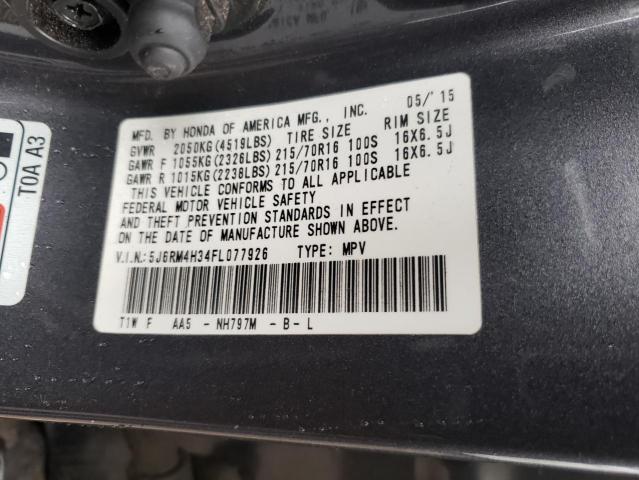 MFD. BY HONDA OF AMERICA MFG., INC. 05/'15
GVWR 2050KG(4519LBS) TIRE SIZE RIM SIZE
GAWR F 1055KG(2326LBS) 215/70R16 100S 16X6.5J
GAWR R 1015KG(2238LBS) 215/70R16 100S 16X6.5J
THIS VEHICLE CONFORMS TO ALL APPLICABLE
FEDERAL MOTOR VEHICLE SAFETY
AND THEFT PREVENTION STANDARDS IN EFFECT
ON THE DATE OF MANUFACTURE SHOWN ABOVE.
V.I.N.:5J6RM4H34FL077926 TYPE: MPV
T1W F AA5 - NH797M - B - L
T0A A3